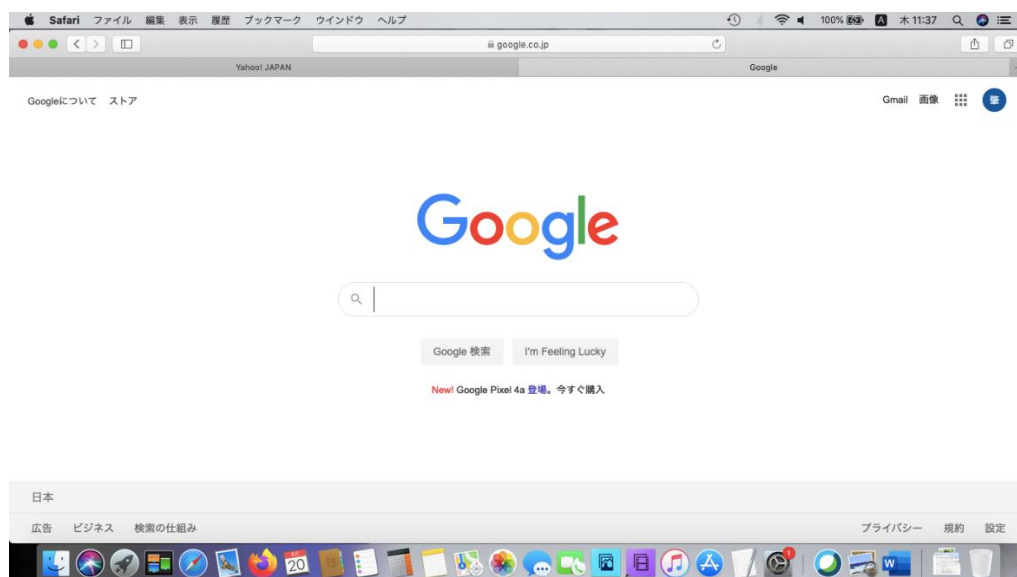 Safari ファイル 編集 表示 履歴 ブックマーク ウインドウ ヘルプ 100% A 木 11:37
google.co.jp
Yahoo! JAPAN Google
Googleについて ストア Gmail 画像
Google
Google 検索 I'm Feeling Lucky
New! Google Pixel 4a 登場。今すぐ購入
日本
広告 ビジネス 検索の仕組み プライバシー 規約 設定
20 1 W